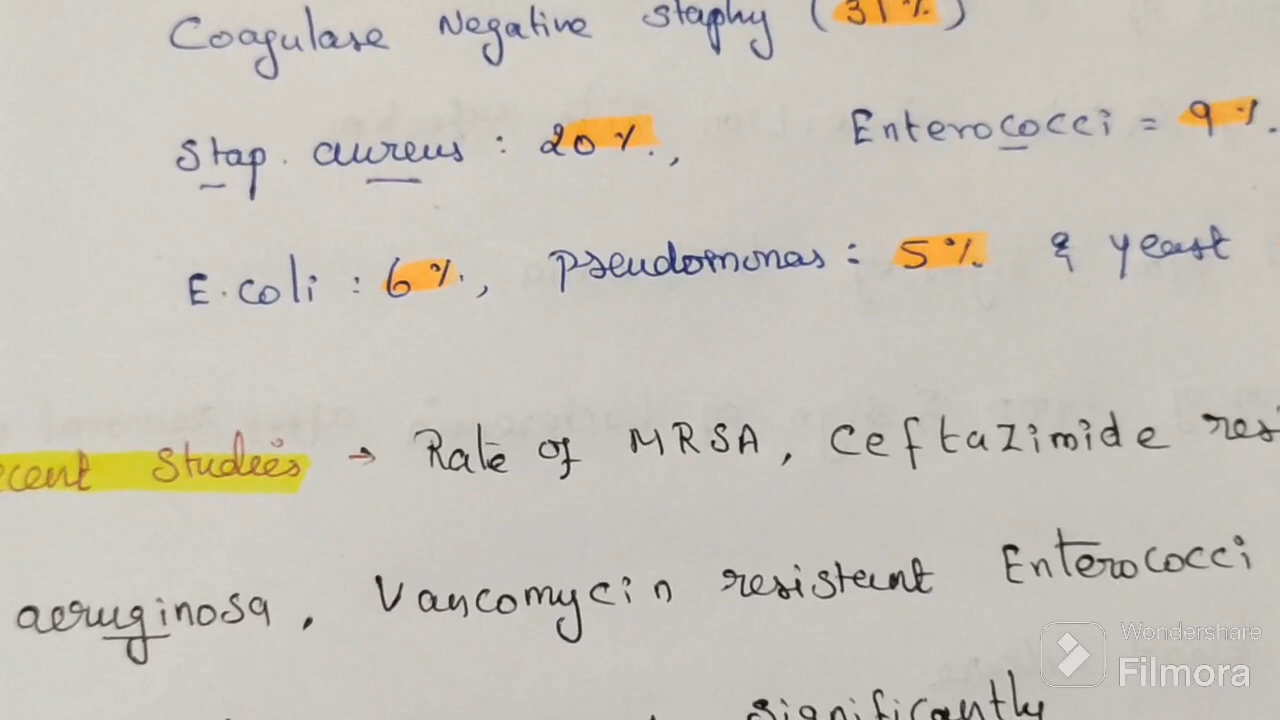 Coagulase Negative Staphy (31%)
Stap. aureus : 20%., Enterococci = 9%.
E.coli : 6%., pseudomonas : 5%. & yeast
cent Studies → Rate of MRSA, Ceftazimide res
aeruginosa, Vancomycin resistant Enterococci
significantly
Wondershare
Filmora